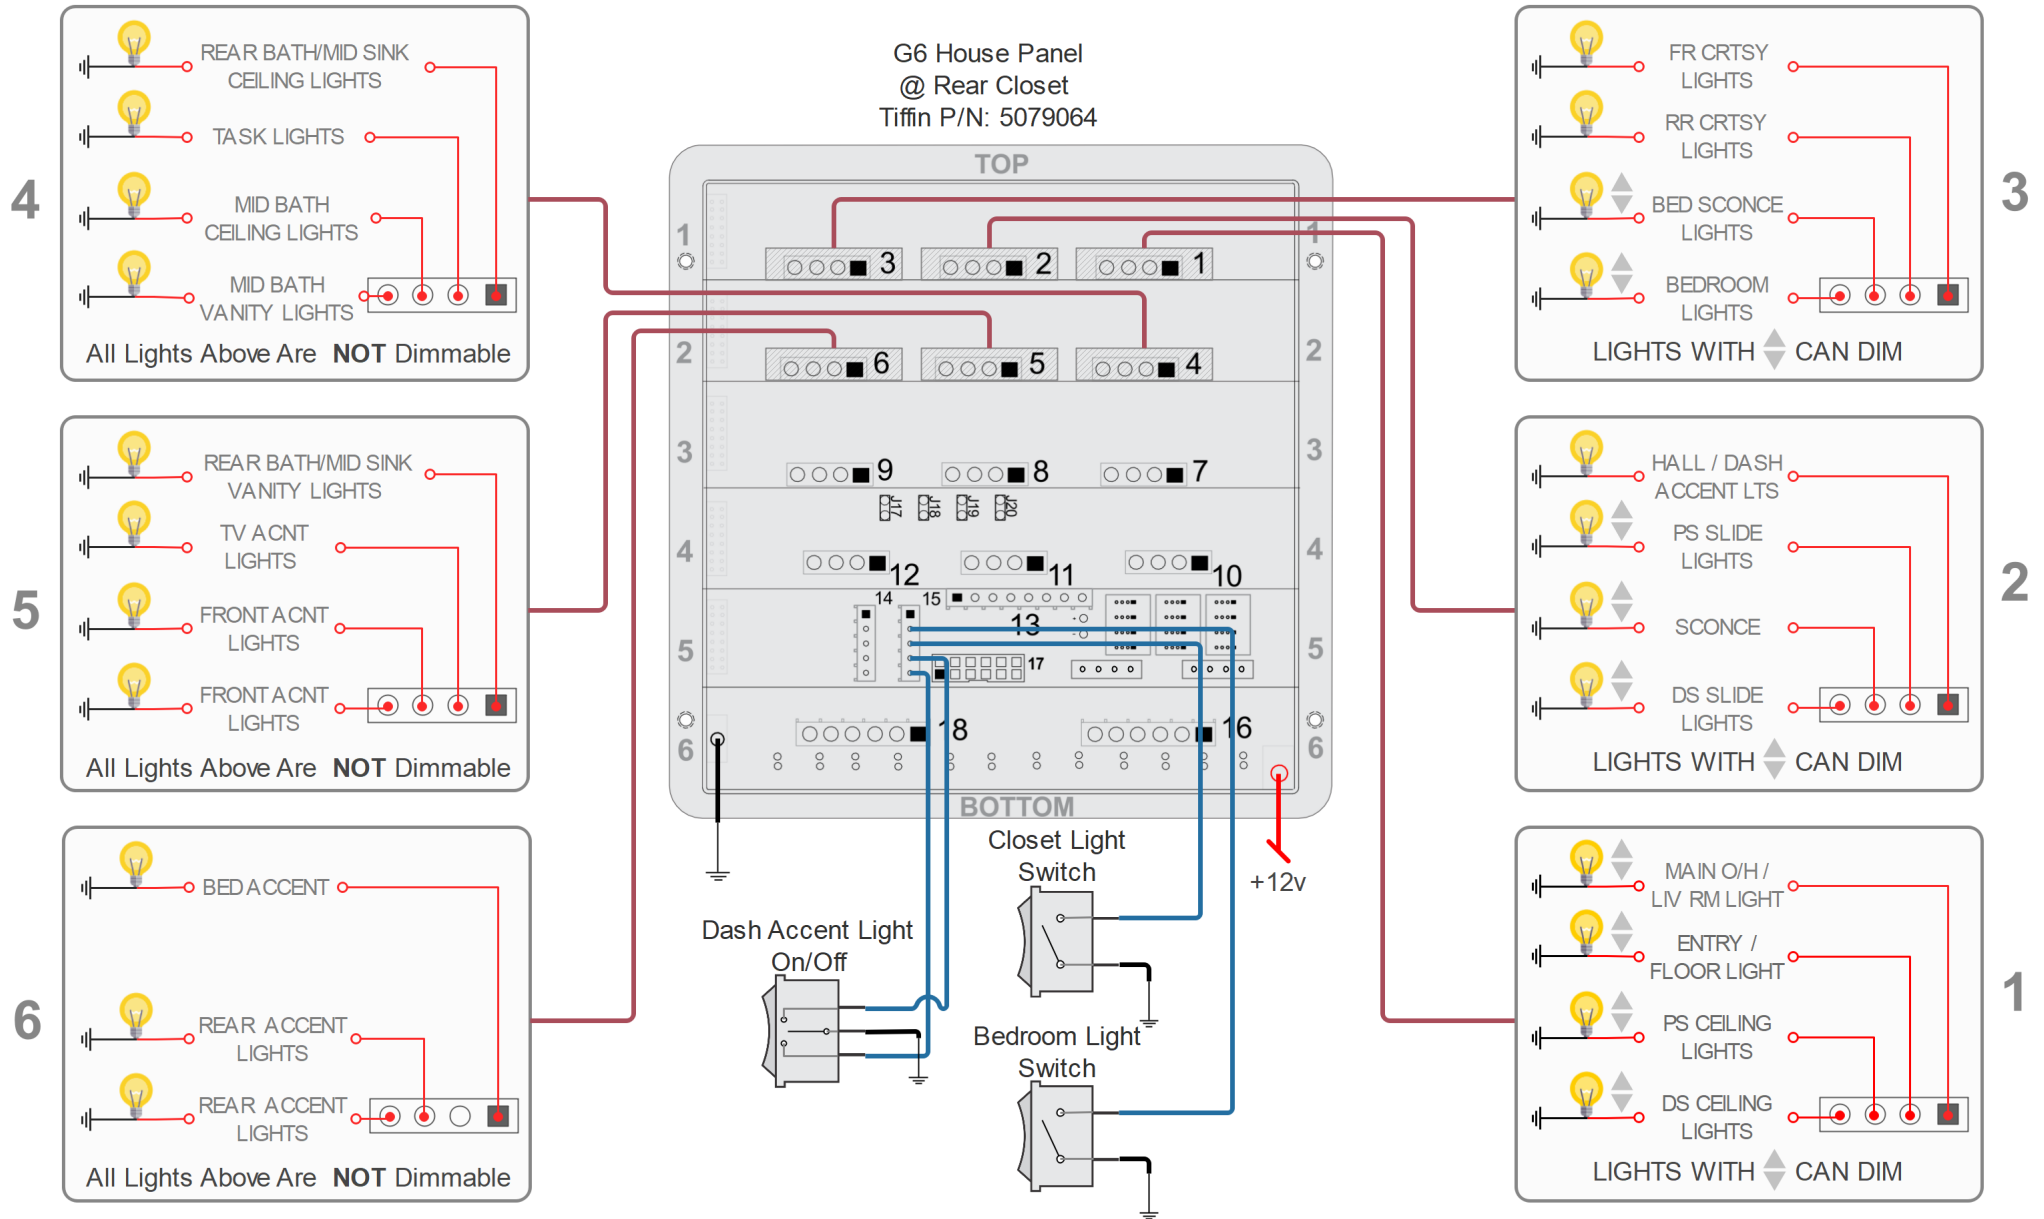 G6 House Panel
@ Rear Closet
Tiffin P/N: 5079064
4
REAR BATH/MID SINK
CEILING LIGHTS
TASK LIGHTS
MID BATH
CEILING LIGHTS
MID BATH
VANITY LIGHTS
All Lights Above Are NOT Dimmable
5
REAR BATH/MID SINK
VANITY LIGHTS
TV ACNT
LIGHTS
FRONT ACNT
LIGHTS
FRONT ACNT
LIGHTS
All Lights Above Are NOT Dimmable
6
BED ACCENT
REAR ACCENT
LIGHTS
REAR ACCENT
LIGHTS
All Lights Above Are NOT Dimmable
TOP
1 1
3 2 1
2 2
6 5 4
3 3
9 8 7
J17 J18 J19 J20
4 4
12 11 10
14 15
13
5 5
17
18 16
6 6
+
-
BOTTOM
+12v
Closet Light
Switch
Dash Accent Light
On/Off
Bedroom Light
Switch
3
FR CRTSY
LIGHTS
RR CRTSY
LIGHTS
BED SCONCE
LIGHTS
BEDROOM
LIGHTS
LIGHTS WITH CAN DIM
2
HALL / DASH
ACCENT LTS
PS SLIDE
LIGHTS
SCONCE
DS SLIDE
LIGHTS
LIGHTS WITH CAN DIM
1
MAIN O/H /
LIV RM LIGHT
ENTRY /
FLOOR LIGHT
PS CEILING
LIGHTS
DS CEILING
LIGHTS
LIGHTS WITH CAN DIM